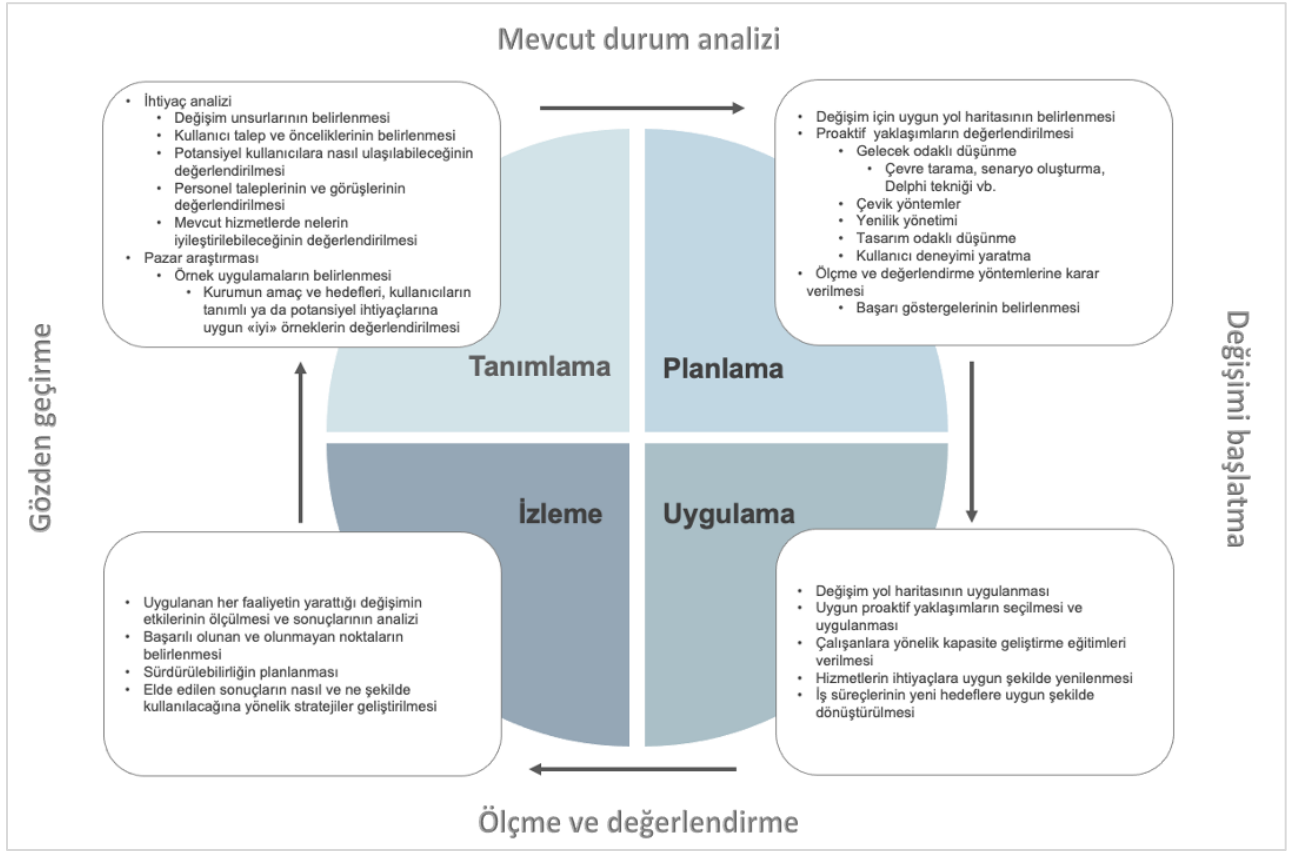 Mevcut durum analizi
• İhtiyaç analizi
• Değişim unsurlarının belirlenmesi
• Kullanıcı talep ve önceliklerinin belirlenmesi
• Potansiyel kullanıcılara nasıl ulaşılabileceğinin
değerlendirilmesi
• Personel taleplerinin ve görüşlerinin
değerlendirilmesi
• Mevcut hizmetlerde nelerin
iyileştirilebileceğinin değerlendirilmesi
• Pazar araştırması
• Örnek uygulamaların belirlenmesi
• Kurumun amaç ve hedefleri, kullanıcıların
tanımlı ya da potansiyel ihtiyaçlarına
uygun «iyi» örneklerin değerlendirilmesi
Tanımlama
• Değişim için uygun yol haritasının belirlenmesi
• Proaktif yaklaşımların değerlendirilmesi
• Gelecek odaklı düşünme
• Çevre tarama, senaryo oluşturma,
Delphi tekniği vb.
• Çevik yöntemler
• Yenilik yönetimi
• Tasarım odaklı düşünme
• Kullanıcı deneyimi yaratma
• Ölçme ve değerlendirme yöntemlerine karar
verilmesi
• Başarı göstergelerinin belirlenmesi
Planlama
Değişimi başlatma
Uygulama
• Değişim yol haritasının uygulanması
• Uygun proaktif yaklaşımların seçilmesi ve
uygulanması
• Çalışanlara yönelik kapasite geliştirme eğitimleri
verilmesi
• Hizmetlerin ihtiyaçlara uygun şekilde yenilenmesi
• İş süreçlerinin yeni hedeflere uygun şekilde
dönüştürülmesi
Ölçme ve değerlendirme
İzleme
• Uygulanan her faaliyetin yarattığı değişimin
etkilerinin ölçülmesi ve sonuçlarının analizi
• Başarılı olunan ve olunmayan noktaların
belirlenmesi
• Sürdürülebilirliğin planlanması
• Elde edilen sonuçların nasıl ve ne şekilde
kullanılacağına yönelik stratejiler geliştirilmesi
Gözden geçirme